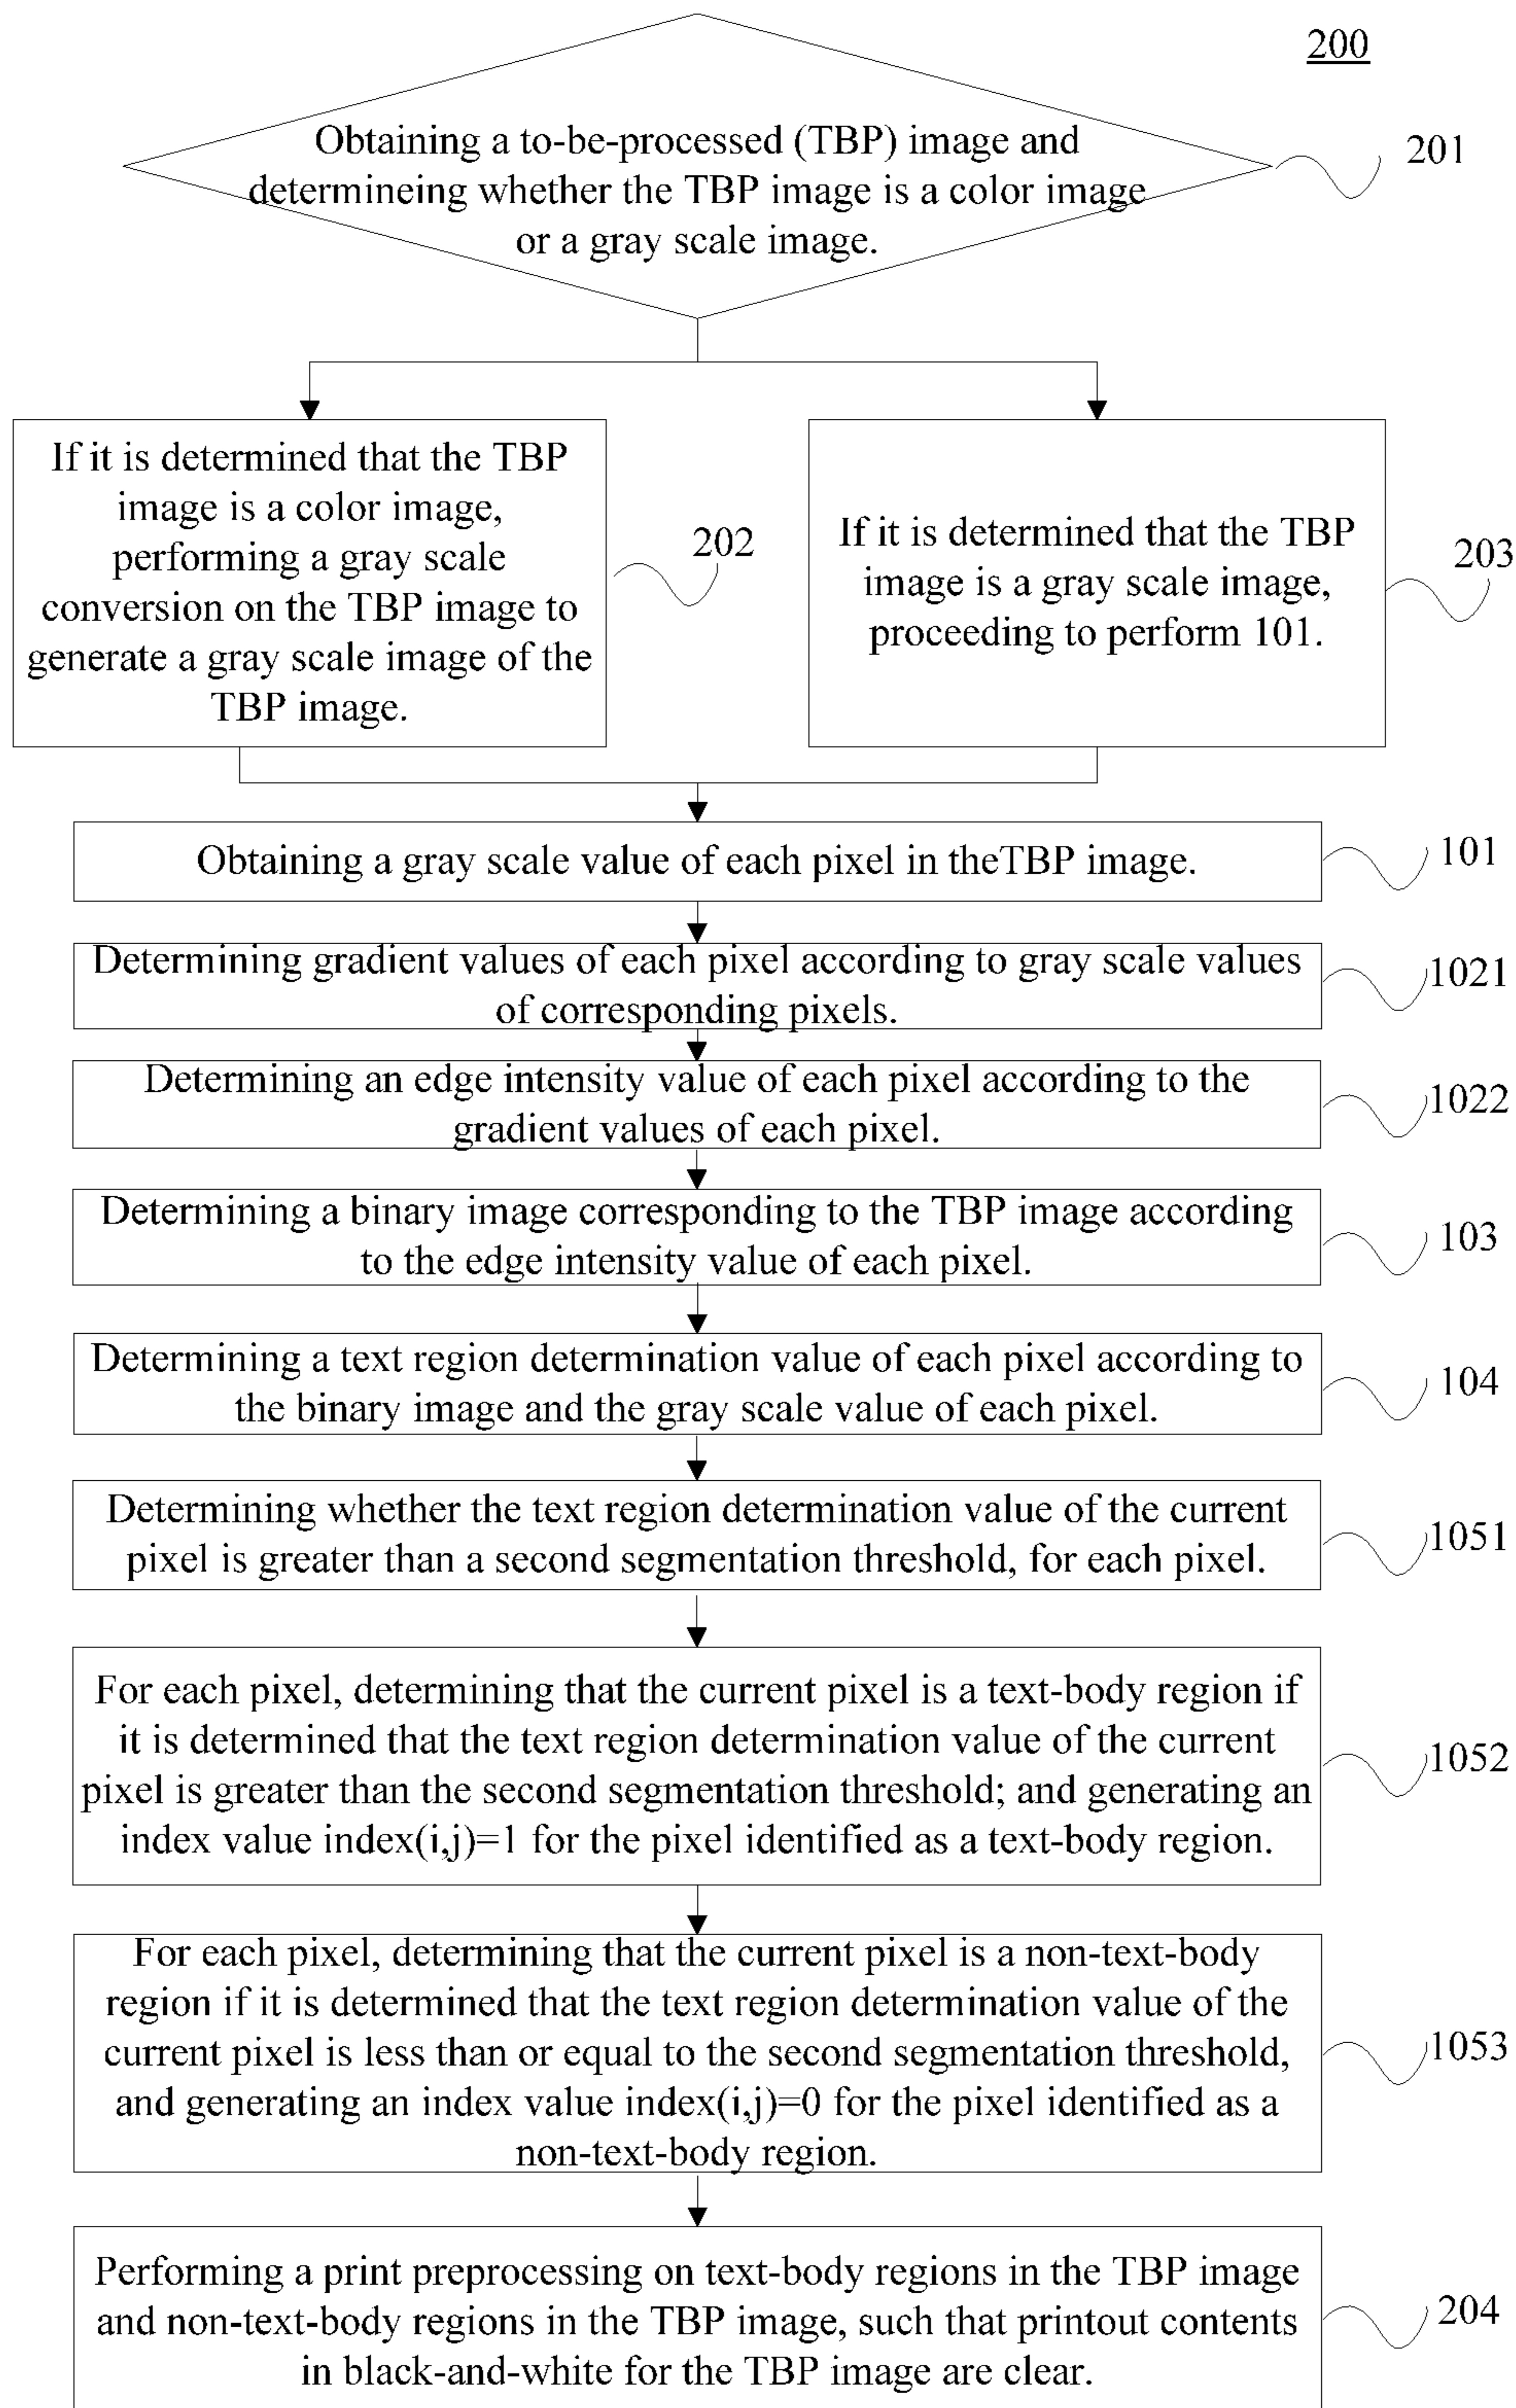 200
Obtaining a to-be-processed (TBP) image and
determineing whether the TBP image is a color image
or a gray scale image.
201
If it is determined that the TBP
image is a color image,
performing a gray scale
conversion on the TBP image to
generate a gray scale image of the
TBP image.
202
If it is determined that the TBP
image is a gray scale image,
proceeding to perform 101.
203
Obtaining a gray scale value of each pixel in theTBP image.
101
Determining gradient values of each pixel according to gray scale values
of corresponding pixels.
1021
Determining an edge intensity value of each pixel according to the
gradient values of each pixel.
1022
Determining a binary image corresponding to the TBP image according
to the edge intensity value of each pixel.
103
Determining a text region determination value of each pixel according to
the binary image and the gray scale value of each pixel.
104
Determining whether the text region determination value of the current
pixel is greater than a second segmentation threshold, for each pixel.
1051
For each pixel, determining that the current pixel is a text-body region if
it is determined that the text region determination value of the current
pixel is greater than the second segmentation threshold; and generating an
index value index(i,j)=1 for the pixel identified as a text-body region.
1052
For each pixel, determining that the current pixel is a non-text-body
region if it is determined that the text region determination value of the
current pixel is less than or equal to the second segmentation threshold,
and generating an index value index(i,j)=0 for the pixel identified as a
non-text-body region.
1053
Performing a print preprocessing on text-body regions in the TBP image
and non-text-body regions in the TBP image, such that printout contents
in black-and-white for the TBP image are clear.
204